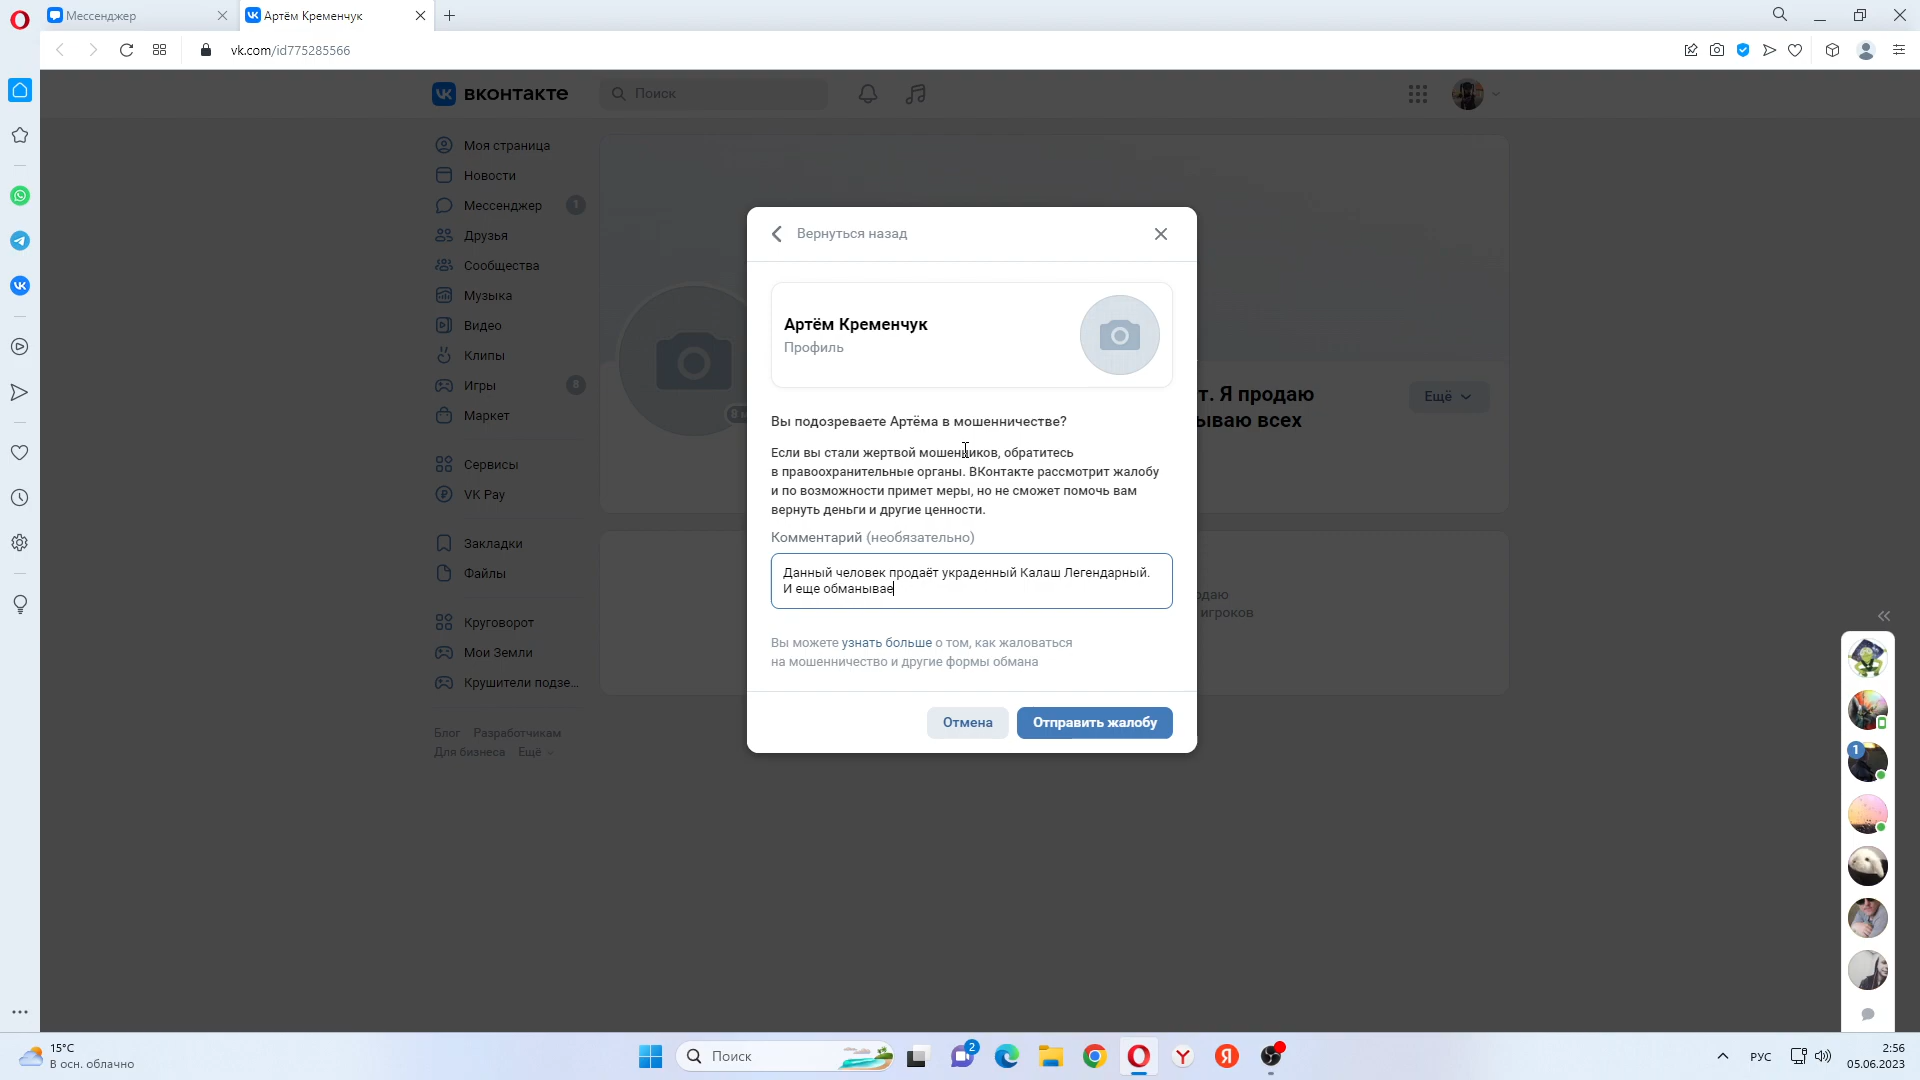 Мессенджер
Артём Кременчук
vk.com/id775285566
вконтакте
Поиск
Моя страница
Новости
Мессенджер 1
Друзья
Сообщества
Музыка
Видео
Клипы
Игры 8
Маркет
Сервисы
VK Pay
Закладки
Файлы
Круговорот
Мои Земли
Крушители подзе...
Блог Разработчикам
Для бизнеса Ещё
т. Я продаю
ываю всех
Ещё
одаю
игроков
Вернуться назад
Артём Кременчук
Профиль
Вы подозреваете Артёма в мошенничестве?
Если вы стали жертвой мошенников, обратитесь
в правоохранительные органы. ВКонтакте рассмотрит жалобу
и по возможности примет меры, но не сможет помочь вам
вернуть деньги и другие ценности.
Комментарий (необязательно)
Данный человек продаёт украденный Калаш Легендарный.
И еще обманывае
Вы можете узнать больше о том, как жаловаться
на мошенничество и другие формы обмана
Отмена
Отправить жалобу
1
15°C
В осн. облачно
Поиск
2
РУС
2:56
05.06.2023